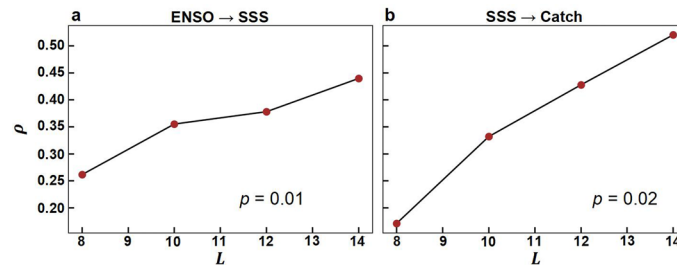 a ENSO → SSS
b SSS → Catch
0.50
0.45
0.40
0.35
0.30
0.25
0.20
ρ
p = 0.01
p = 0.02
8 9 10 11 12 13 14
8 9 10 11 12 13 14
L
L